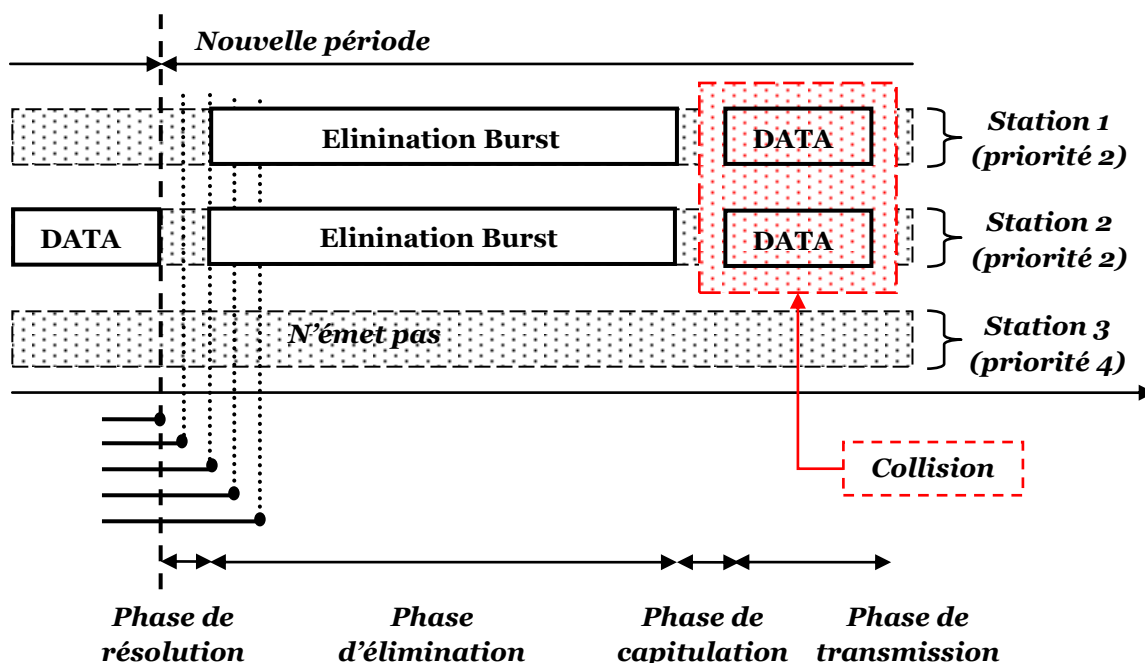 Nouvelle période
Elinination Burst
DATA
Station 1
(priorité 2)
DATA
Elinination Burst
DATA
Station 2
(priorité 2)
N'émet pas
Station 3
(priorité 4)
Collision
Phase de
résolution
Phase
d'élimination
Phase de
capitulation
Phase de
transmission